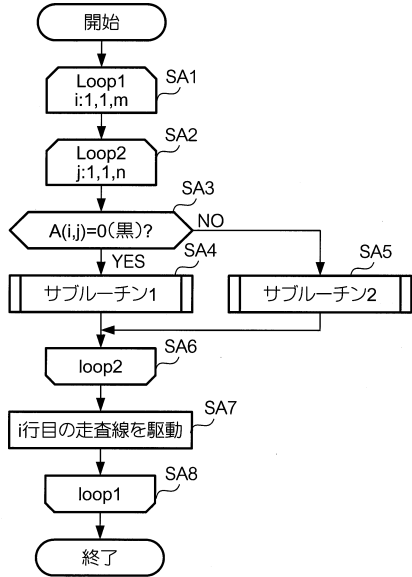 開始
Loop1
i:1,1,m
SA1
Loop2
j:1,1,n
SA2
A(i,j)=0(黒)?
SA3
NO
YES
サブルーチン1
SA4
サブルーチン2
SA5
loop2
SA6
i行目の走査線を駆動
SA7
loop1
SA8
終了